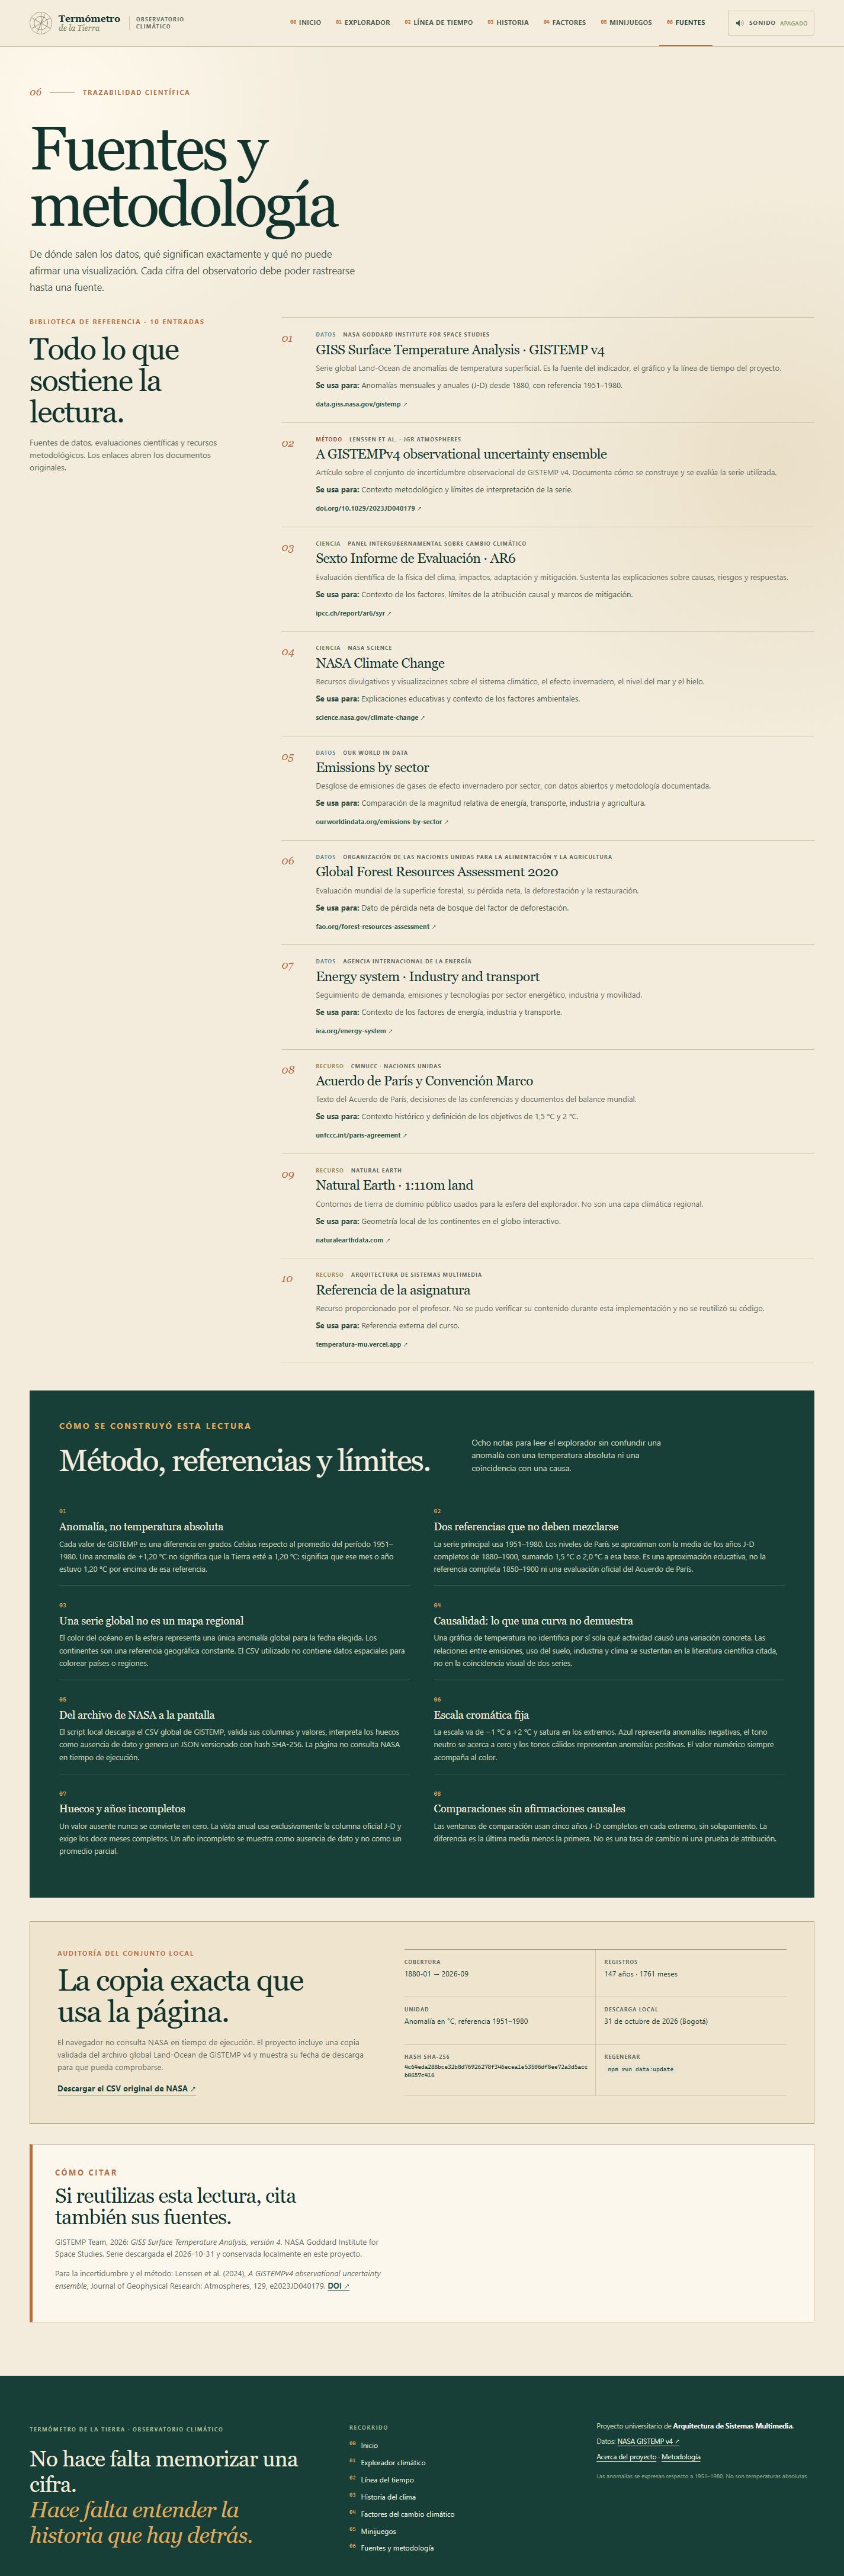 Termómetro
de la Tierra
OBSERVATORIO
CLIMÁTICO
00 INICIO
01 EXPLORADOR
02 LÍNEA DE TIEMPO
03 HISTORIA
04 FACTORES
05 MINIJUEGOS
06 FUENTES
SONIDO APAGADO
06 TRAZABILIDAD CIENTÍFICA
Fuentes y
metodología
De dónde salen los datos, qué significan exactamente y qué no puede
afirmar una visualización. Cada cifra del observatorio debe poder rastrearse
hasta una fuente.
BIBLIOTECA DE REFERENCIA · 10 ENTRADAS
Todo lo que
sostiene la
lectura.
Fuentes de datos, evaluaciones científicas y recursos
metodológicos. Los enlaces abren los documentos
originales.
01
DATOS NASA GODDARD INSTITUTE FOR SPACE STUDIES
GISS Surface Temperature Analysis · GISTEMP v4
Serie global Land-Ocean de anomalías de temperatura superficial. Es la fuente del indicador, el gráfico y la línea de tiempo del proyecto.
Se usa para: Anomalías mensuales y anuales (J-D) desde 1880, con referencia 1951–1980.
data.giss.nasa.gov/gistemp ↗
02
MÉTODO LENSSEN ET AL. · JGR ATMOSPHERES
A GISTEMPv4 observational uncertainty ensemble
Artículo sobre el conjunto de incertidumbre observacional de GISTEMP v4. Documenta cómo se construye y se evalúa la serie utilizada.
Se usa para: Contexto metodológico y límites de interpretación de la serie.
doi.org/10.1029/2023JD040179 ↗
03
CIENCIA PANEL INTERGUBERNAMENTAL SOBRE CAMBIO CLIMÁTICO
Sexto Informe de Evaluación · AR6
Evaluación científica de la física del clima, impactos, adaptación y mitigación. Sustenta las explicaciones sobre causas, riesgos y respuestas.
Se usa para: Contexto de los factores, límites de la atribución causal y marcos de mitigación.
ipcc.ch/report/ar6/syr ↗
04
CIENCIA NASA SCIENCE
NASA Climate Change
Recursos divulgativos y visualizaciones sobre el sistema climático, el efecto invernadero, el nivel del mar y el hielo.
Se usa para: Explicaciones educativas y contexto de los factores ambientales.
science.nasa.gov/climate-change ↗
05
DATOS OUR WORLD IN DATA
Emissions by sector
Desglose de emisiones de gases de efecto invernadero por sector, con datos abiertos y metodología documentada.
Se usa para: Comparación de la magnitud relativa de energía, transporte, industria y agricultura.
ourworldindata.org/emissions-by-sector ↗
06
DATOS ORGANIZACIÓN DE LAS NACIONES UNIDAS PARA LA ALIMENTACIÓN Y LA AGRICULTURA
Global Forest Resources Assessment 2020
Evaluación mundial de la superficie forestal, su pérdida neta, la deforestación y la restauración.
Se usa para: Dato de pérdida neta de bosque del factor de deforestación.
fao.org/forest-resources-assessment ↗
07
DATOS AGENCIA INTERNACIONAL DE LA ENERGÍA
Energy system · Industry and transport
Seguimiento de demanda, emisiones y tecnologías por sector energético, industria y movilidad.
Se usa para: Contexto de los factores de energía, industria y transporte.
iea.org/energy-system ↗
08
RECURSO CMNUCC · NACIONES UNIDAS
Acuerdo de París y Convención Marco
Texto del Acuerdo de París, decisiones de las conferencias y documentos del balance mundial.
Se usa para: Contexto histórico y definición de los objetivos de 1,5 °C y 2 °C.
unfccc.int/paris-agreement ↗
09
RECURSO NATURAL EARTH
Natural Earth · 1:110m land
Contornos de tierra de dominio público usados para la esfera del explorador. No son una capa climática regional.
Se usa para: Geometría local de los continentes en el globo interactivo.
naturalearthdata.com ↗
10
RECURSO ARQUITECTURA DE SISTEMAS MULTIMEDIA
Referencia de la asignatura
Recurso proporcionado por el profesor. No se pudo verificar su contenido durante esta implementación y no se reutilizó su código.
Se usa para: Referencia externa del curso.
temperatura-mu.vercel.app ↗
CÓMO SE CONSTRUYÓ ESTA LECTURA
Método, referencias y límites.
Ocho notas para leer el explorador sin confundir una
anomalía con una temperatura absoluta ni una
coincidencia con una causa.
01
Anomalía, no temperatura absoluta
Cada valor de GISTEMP es una diferencia en grados Celsius respecto al promedio del período 1951–
1980. Una anomalía de +1,20 °C no significa que la Tierra esté a 1,20 °C: significa que ese mes o año
estuvo 1,20 °C por encima de esa referencia.
02
Dos referencias que no deben mezclarse
La serie principal usa 1951–1980. Los niveles de París se aproximan con la media de los años J-D
completos de 1880–1900, sumando 1,5 °C o 2,0 °C a esa base. Es una aproximación educativa, no la
referencia completa 1850–1900 ni una evaluación oficial del Acuerdo de París.
03
Una serie global no es un mapa regional
El color del océano en la esfera representa una única anomalía global para la fecha elegida. Los
continentes son una referencia geográfica constante. El CSV utilizado no contiene datos espaciales para
colorear países o regiones.
04
Causalidad: lo que una curva no demuestra
Una gráfica de temperatura no identifica por sí sola qué actividad causó una variación concreta. Las
relaciones entre emisiones, uso del suelo, industria y clima se sustentan en la literatura científica citada,
no en la coincidencia visual de dos series.
05
Del archivo de NASA a la pantalla
El script local descarga el CSV global de GISTEMP, valida sus columnas y valores, interpreta los huecos
como ausencia de dato y genera un JSON versionado con hash SHA-256. La página no consulta NASA
en tiempo de ejecución.
06
Escala cromática fija
La escala va de −1 °C a +2 °C y satura en los extremos. Azul representa anomalías negativas, el tono
neutro se acerca a cero y los tonos cálidos representan anomalías positivas. El valor numérico siempre
acompaña al color.
07
Huecos y años incompletos
Un valor ausente nunca se convierte en cero. La vista anual usa exclusivamente la columna oficial J-D y
exige los doce meses completos. Un año incompleto se muestra como ausencia de dato y no como un
promedio parcial.
08
Comparaciones sin afirmaciones causales
Las ventanas de comparación usan cinco años J-D completos en cada extremo, sin solapamiento. La
diferencia es la última media menos la primera. No es una tasa de cambio ni una prueba de atribución.
AUDITORÍA DEL CONJUNTO LOCAL
La copia exacta que
usa la página.
El navegador no consulta NASA en tiempo de ejecución. El proyecto incluye una copia
validada del archivo global Land-Ocean de GISTEMP v4 y muestra su fecha de descarga
para que pueda comprobarse.
Descargar el CSV original de NASA ↗
COBERTURA
1880-01 → 2026-09
REGISTROS
147 años · 1761 meses
UNIDAD
Anomalía en °C, referencia 1951–1980
DESCARGA LOCAL
31 de octubre de 2026 (Bogotá)
HASH SHA-256
REGENERAR
npm run data:update
CÓMO CITAR
Si reutilizas esta lectura, cita
también sus fuentes.
GISTEMP Team, 2026: GISS Surface Temperature Analysis, versión 4. NASA Goddard Institute for
Space Studies. Serie descargada el 2026-10-31 y conservada localmente en este proyecto.
Para la incertidumbre y el método: Lenssen et al. (2024), A GISTEMPv4 observational uncertainty
ensemble, Journal of Geophysical Research: Atmospheres, 129, e2023JD040179. DOI ↗
TERMÓMETRO DE LA TIERRA · OBSERVATORIO CLIMÁTICO
No hace falta memorizar una
cifra.
Hace falta entender la
historia que hay detrás.
RECORRIDO
00 Inicio
01 Explorador climático
02 Línea del tiempo
03 Historia del clima
04 Factores del cambio climático
05 Minijuegos
06 Fuentes y metodología
Proyecto universitario de Arquitectura de Sistemas Multimedia.
Datos: NASA GISTEMP v4 ↗
Acerca del proyecto · Metodología
Las anomalías se expresan respecto a 1951–1980. No son temperaturas absolutas.